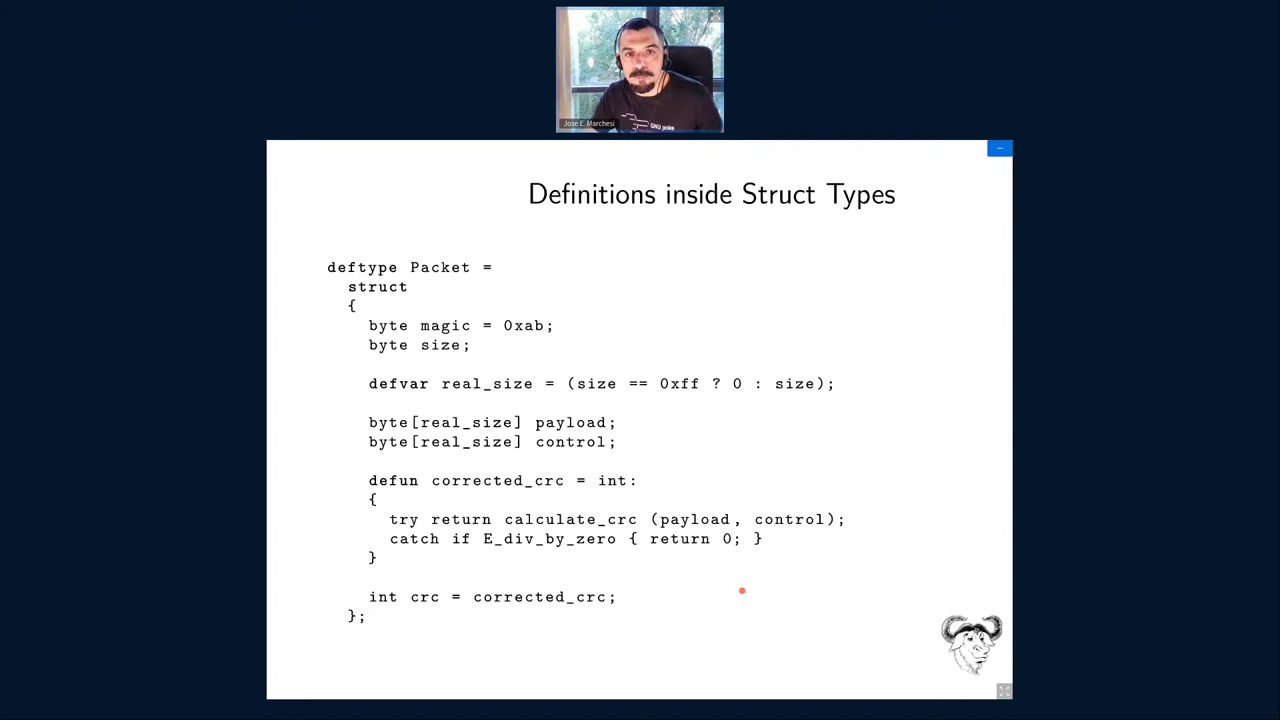 GNU poke
Jose E. Marchesi
Definitions inside Struct Types
deftype Packet =
struct
{
byte magic = 0xab;
byte size;
defvar real_size = (size == 0xff ? 0 : size);
byte[real_size] payload;
byte[real_size] control;
defun corrected_crc = int:
{
try return calculate_crc (payload, control);
catch if E_div_by_zero { return 0; }
}
int crc = corrected_crc;
};